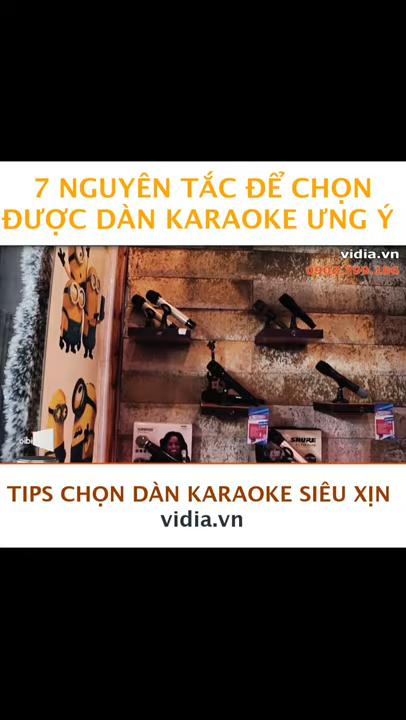 7 NGUYÊN TẮC ĐỂ CHỌN
ĐƯỢC DÀN KARAOKE ƯNG Ý
vidia.vn
SHURE
TIPS CHỌN DÀN KARAOKE SIÊU XỊN
vidia.vn